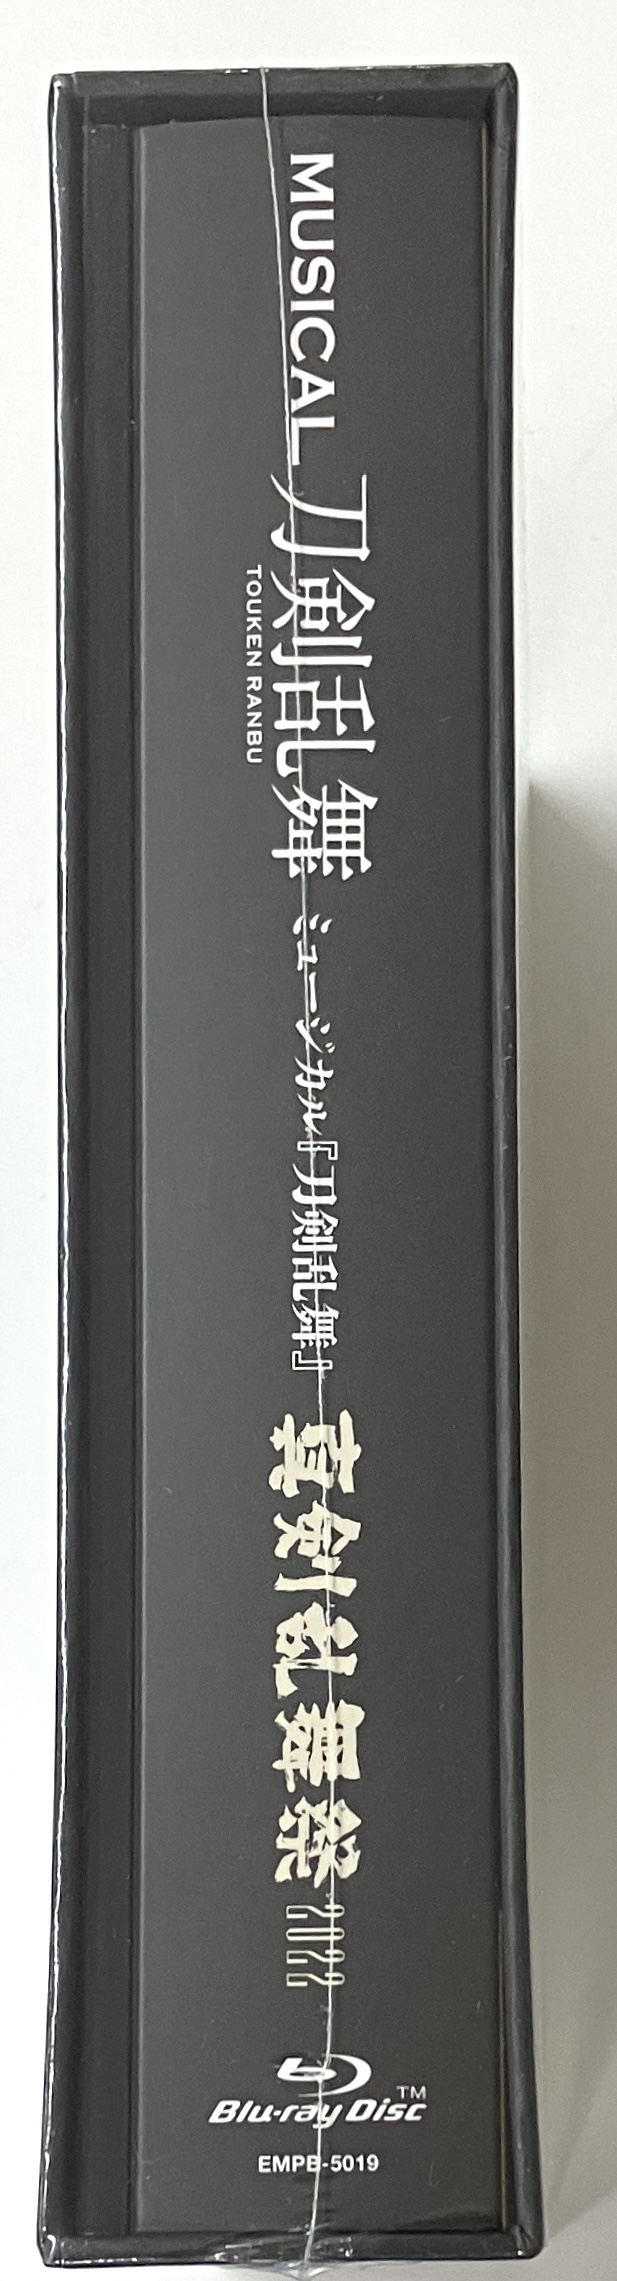 MUSICAL 刀剣乱舞
TOUKEN RANBU
ミュージカル『刀剣乱舞』
真剣乱舞祭 2022
Blu-ray Disc™
EMPB-5019